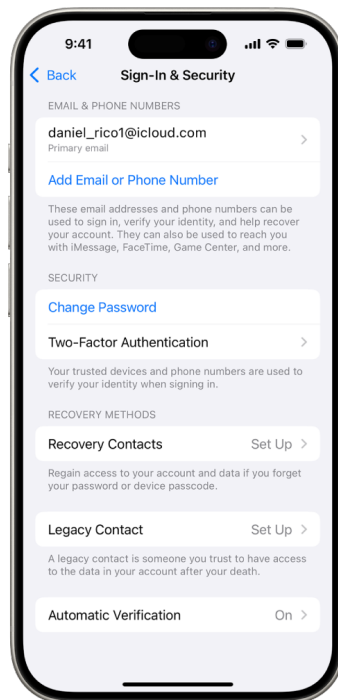 9:41
Back
Sign-In & Security
EMAIL & PHONE NUMBERS
daniel_rico1@icloud.com
Primary email
Add Email or Phone Number
These email addresses and phone numbers can be
used to sign in, verify your identity, and help recover
your account. They can also be used to reach you
with iMessage, FaceTime, Game Center, and more.
SECURITY
Change Password
Two-Factor Authentication
Your trusted devices and phone numbers are used to
verify your identity when signing in.
RECOVERY METHODS
Recovery Contacts Set Up
Regain access to your account and data if you forget
your password or device passcode.
Legacy Contact Set Up
A legacy contact is someone you trust to have access
to the data in your account after your death.
Automatic Verification On